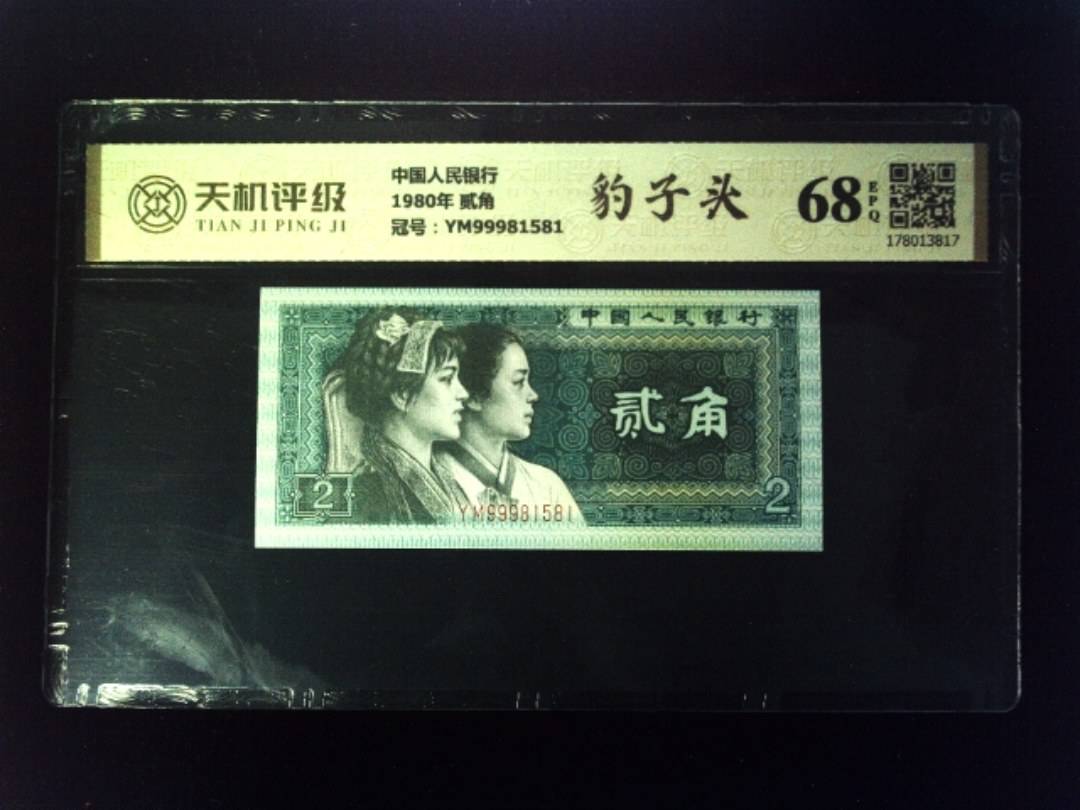 天机评级
TIAN JI PING JI
中国人民银行
1980年 贰角
冠号：YM99981581
豹子头
68
EPQ
178013817
中國人民银行
贰角
2
2
YM99981581